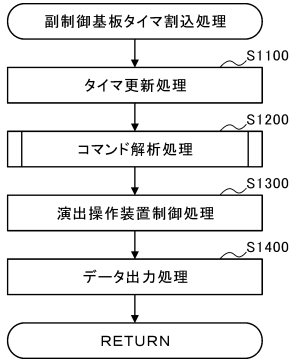 副制御基板タイマ割込処理
S1100
タイマ更新処理
S1200
コマンド解析処理
S1300
演出操作装置制御処理
S1400
データ出力処理
RETURN